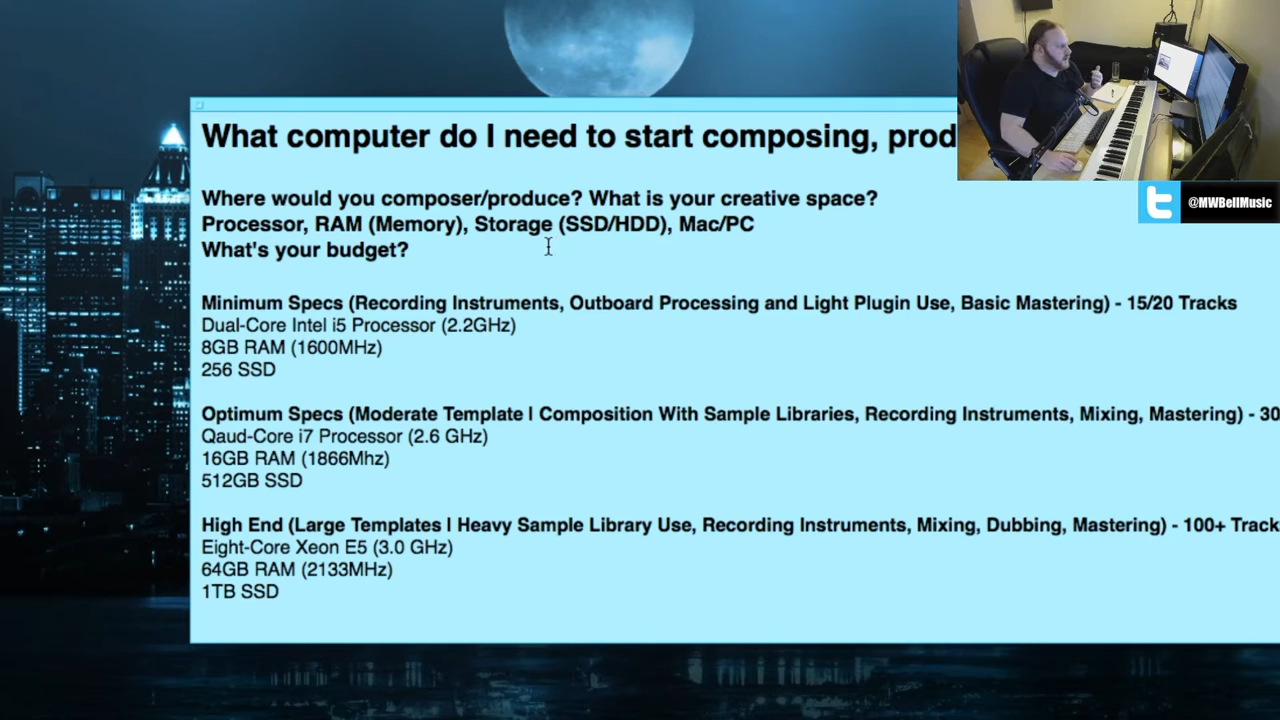 What computer do I need to start composing, prod
@MWBellMusic
Where would you composer/produce? What is your creative space?
Processor, RAM (Memory), Storage (SSD/HDD), Mac/PC
What's your budget?
Minimum Specs (Recording Instruments, Outboard Processing and Light Plugin Use, Basic Mastering) - 15/20 Tracks
Dual-Core Intel i5 Processor (2.2GHz)
8GB RAM (1600MHz)
256 SSD
Optimum Specs (Moderate Template | Composition With Sample Libraries, Recording Instruments, Mixing, Mastering) - 30
Qaud-Core i7 Processor (2.6 GHz)
16GB RAM (1866Mhz)
512GB SSD
High End (Large Templates | Heavy Sample Library Use, Recording Instruments, Mixing, Dubbing, Mastering) - 100+ Track
Eight-Core Xeon E5 (3.0 GHz)
64GB RAM (2133MHz)
1TB SSD